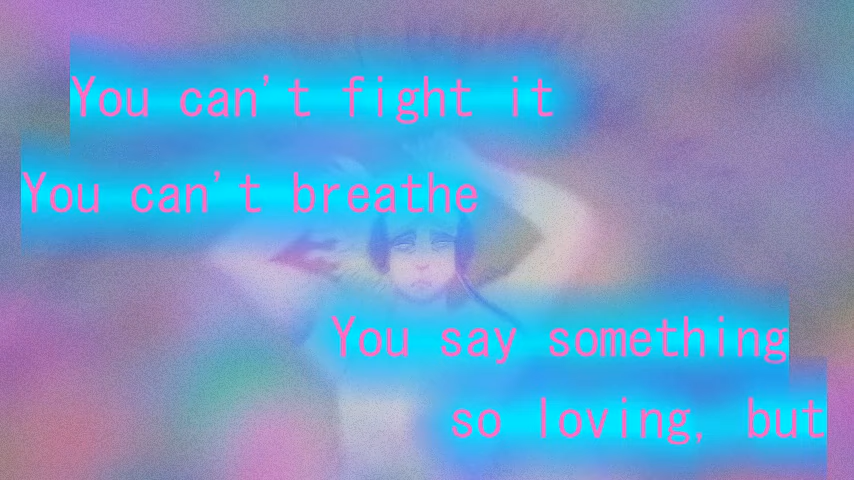 You can't fight it
You can't breathe
You say something
so loving, but